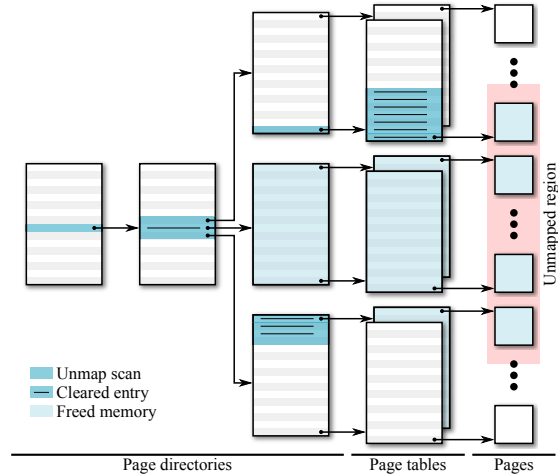 Unmapped region
Unmap scan
Cleared entry
Freed memory
Page directories
Page tables
Pages